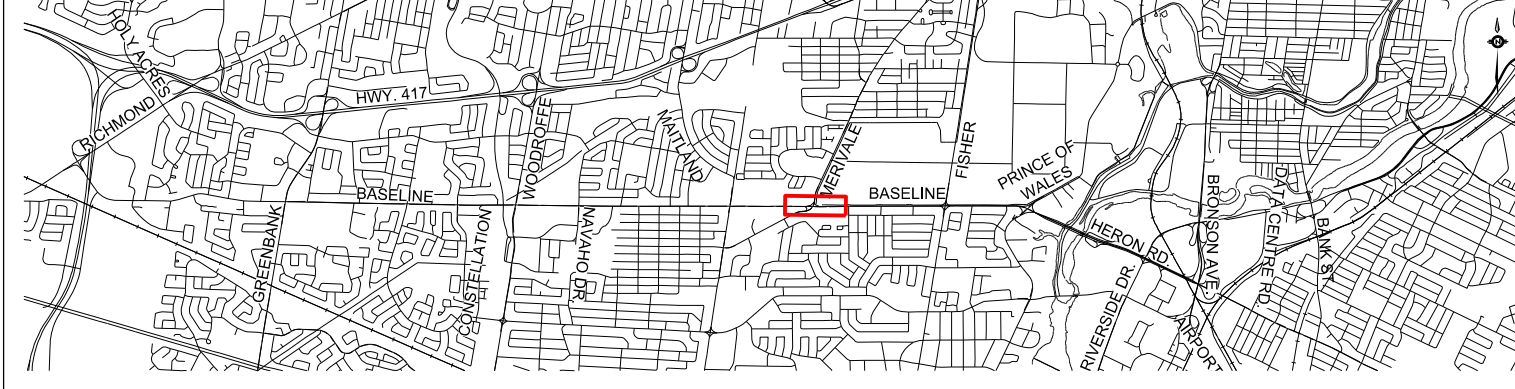 HOLY ACRES
RICHMOND
HWY. 417
WOODROFFE
MAITLAND
MERIVALE
FISHER
PRINCE OF
WALES
BASELINE
BASELINE
GREENBANK
CONSTELLATION
NAVAHO DR.
HERON RD.
RIVERSIDE DR.
AIRPORT
BRONSON AVE.
DATA CENTRE RD.
BANK ST.
N